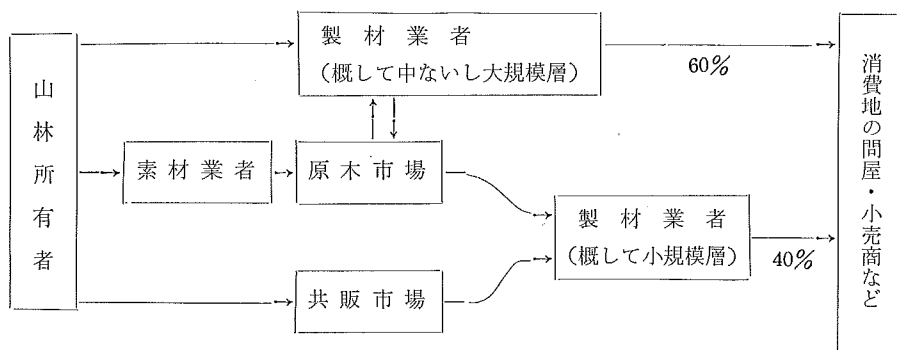 山林所有者
製材業者
(概して中ないし大規模層)
60%
素材業者
原木市場
製材業者
(概して小規模層)
40%
共販市場
消費地の問屋・小売商など